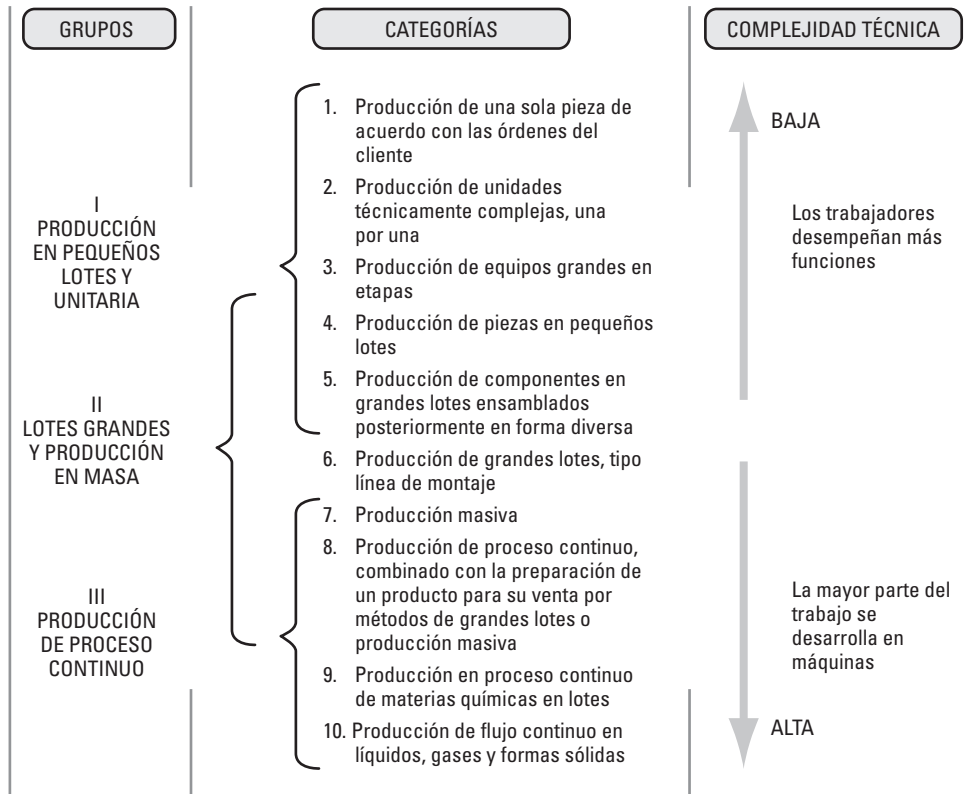 GRUPOS
CATEGORÍAS
COMPLEJIDAD TÉCNICA
I
PRODUCCIÓN
EN PEQUEÑOS
LOTES Y
UNITARIA
II
LOTES GRANDES
Y PRODUCCIÓN
EN MASA
III
PRODUCCIÓN
DE PROCESO
CONTINUO
1. Producción de una sola pieza de
acuerdo con las órdenes del
cliente
2. Producción de unidades
técnicamente complejas, una
por una
3. Producción de equipos grandes en
etapas
4. Producción de piezas en pequeños
lotes
5. Producción de componentes en
grandes lotes ensamblados
posteriormente en forma diversa
6. Producción de grandes lotes, tipo
línea de montaje
7. Producción masiva
8. Producción de proceso continuo,
combinado con la preparación de
un producto para su venta por
métodos de grandes lotes o
producción masiva
9. Producción en proceso continuo
de materias químicas en lotes
10. Producción de flujo continuo en
líquidos, gases y formas sólidas
BAJA
Los trabajadores
desempeñan más
funciones
La mayor parte del
trabajo se
desarrolla en
máquinas
ALTA